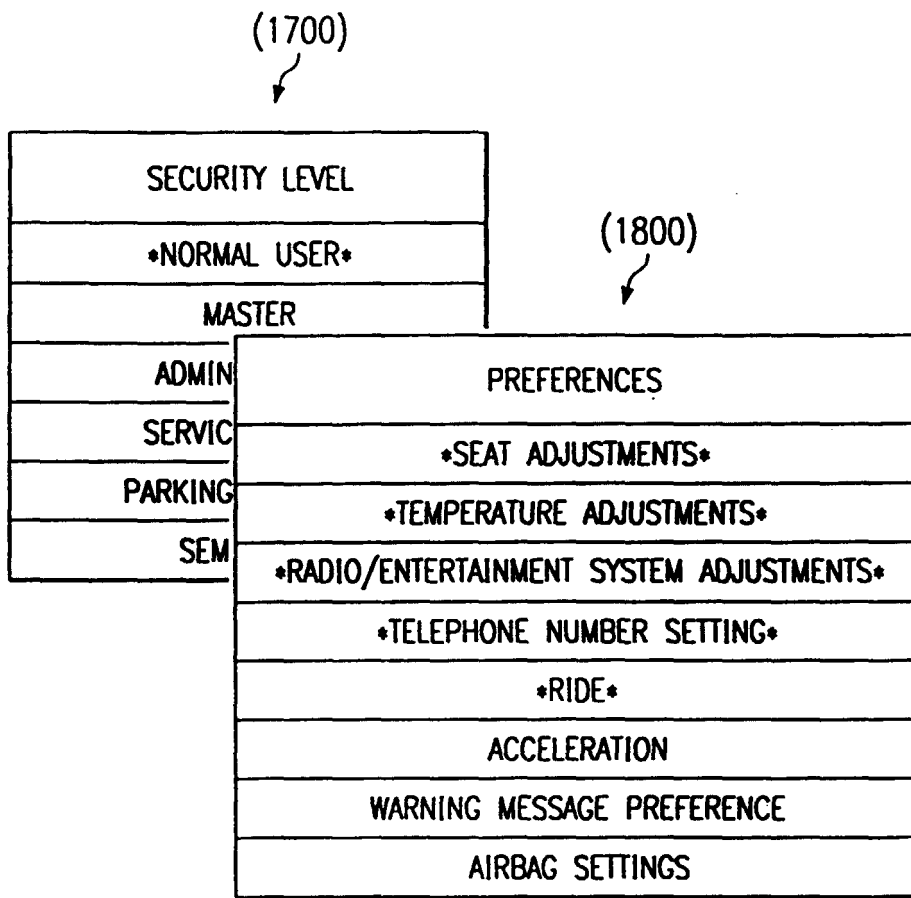 (1700)
SECURITY LEVEL
*NORMAL USER*
MASTER
ADMIN
SERVIC
PARKING
SEM
(1800)
PREFERENCES
*SEAT ADJUSTMENTS*
*TEMPERATURE ADJUSTMENTS*
*RADIO/ENTERTAINMENT SYSTEM ADJUSTMENTS*
*TELEPHONE NUMBER SETTING*
*RIDE*
ACCELERATION
WARNING MESSAGE PREFERENCE
AIRBAG SETTINGS